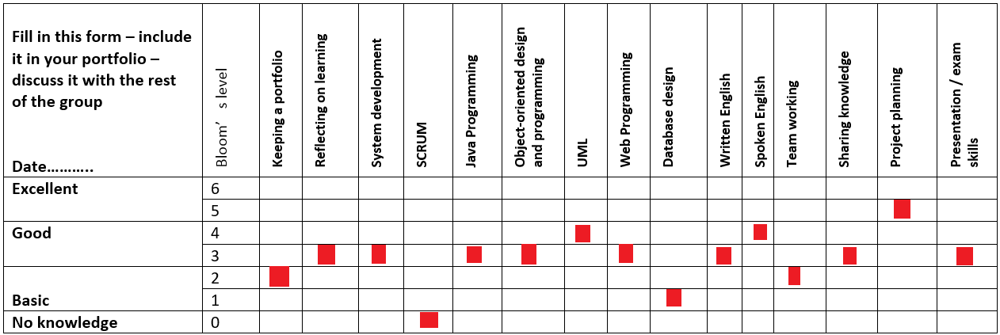 Fill in this form – include
it in your portfolio –
discuss it with the rest
of the group
Date………..
Bloom’s level
Keeping a portfolio
Reflecting on learning
System development
SCRUM
Java Programming
Object-oriented design
and programming
UML
Web Programming
Database design
Written English
Spoken English
Team working
Sharing knowledge
Project planning
Presentation / exam
skills
Excellent
6
5
Good
4
3
2
Basic
1
No knowledge
0